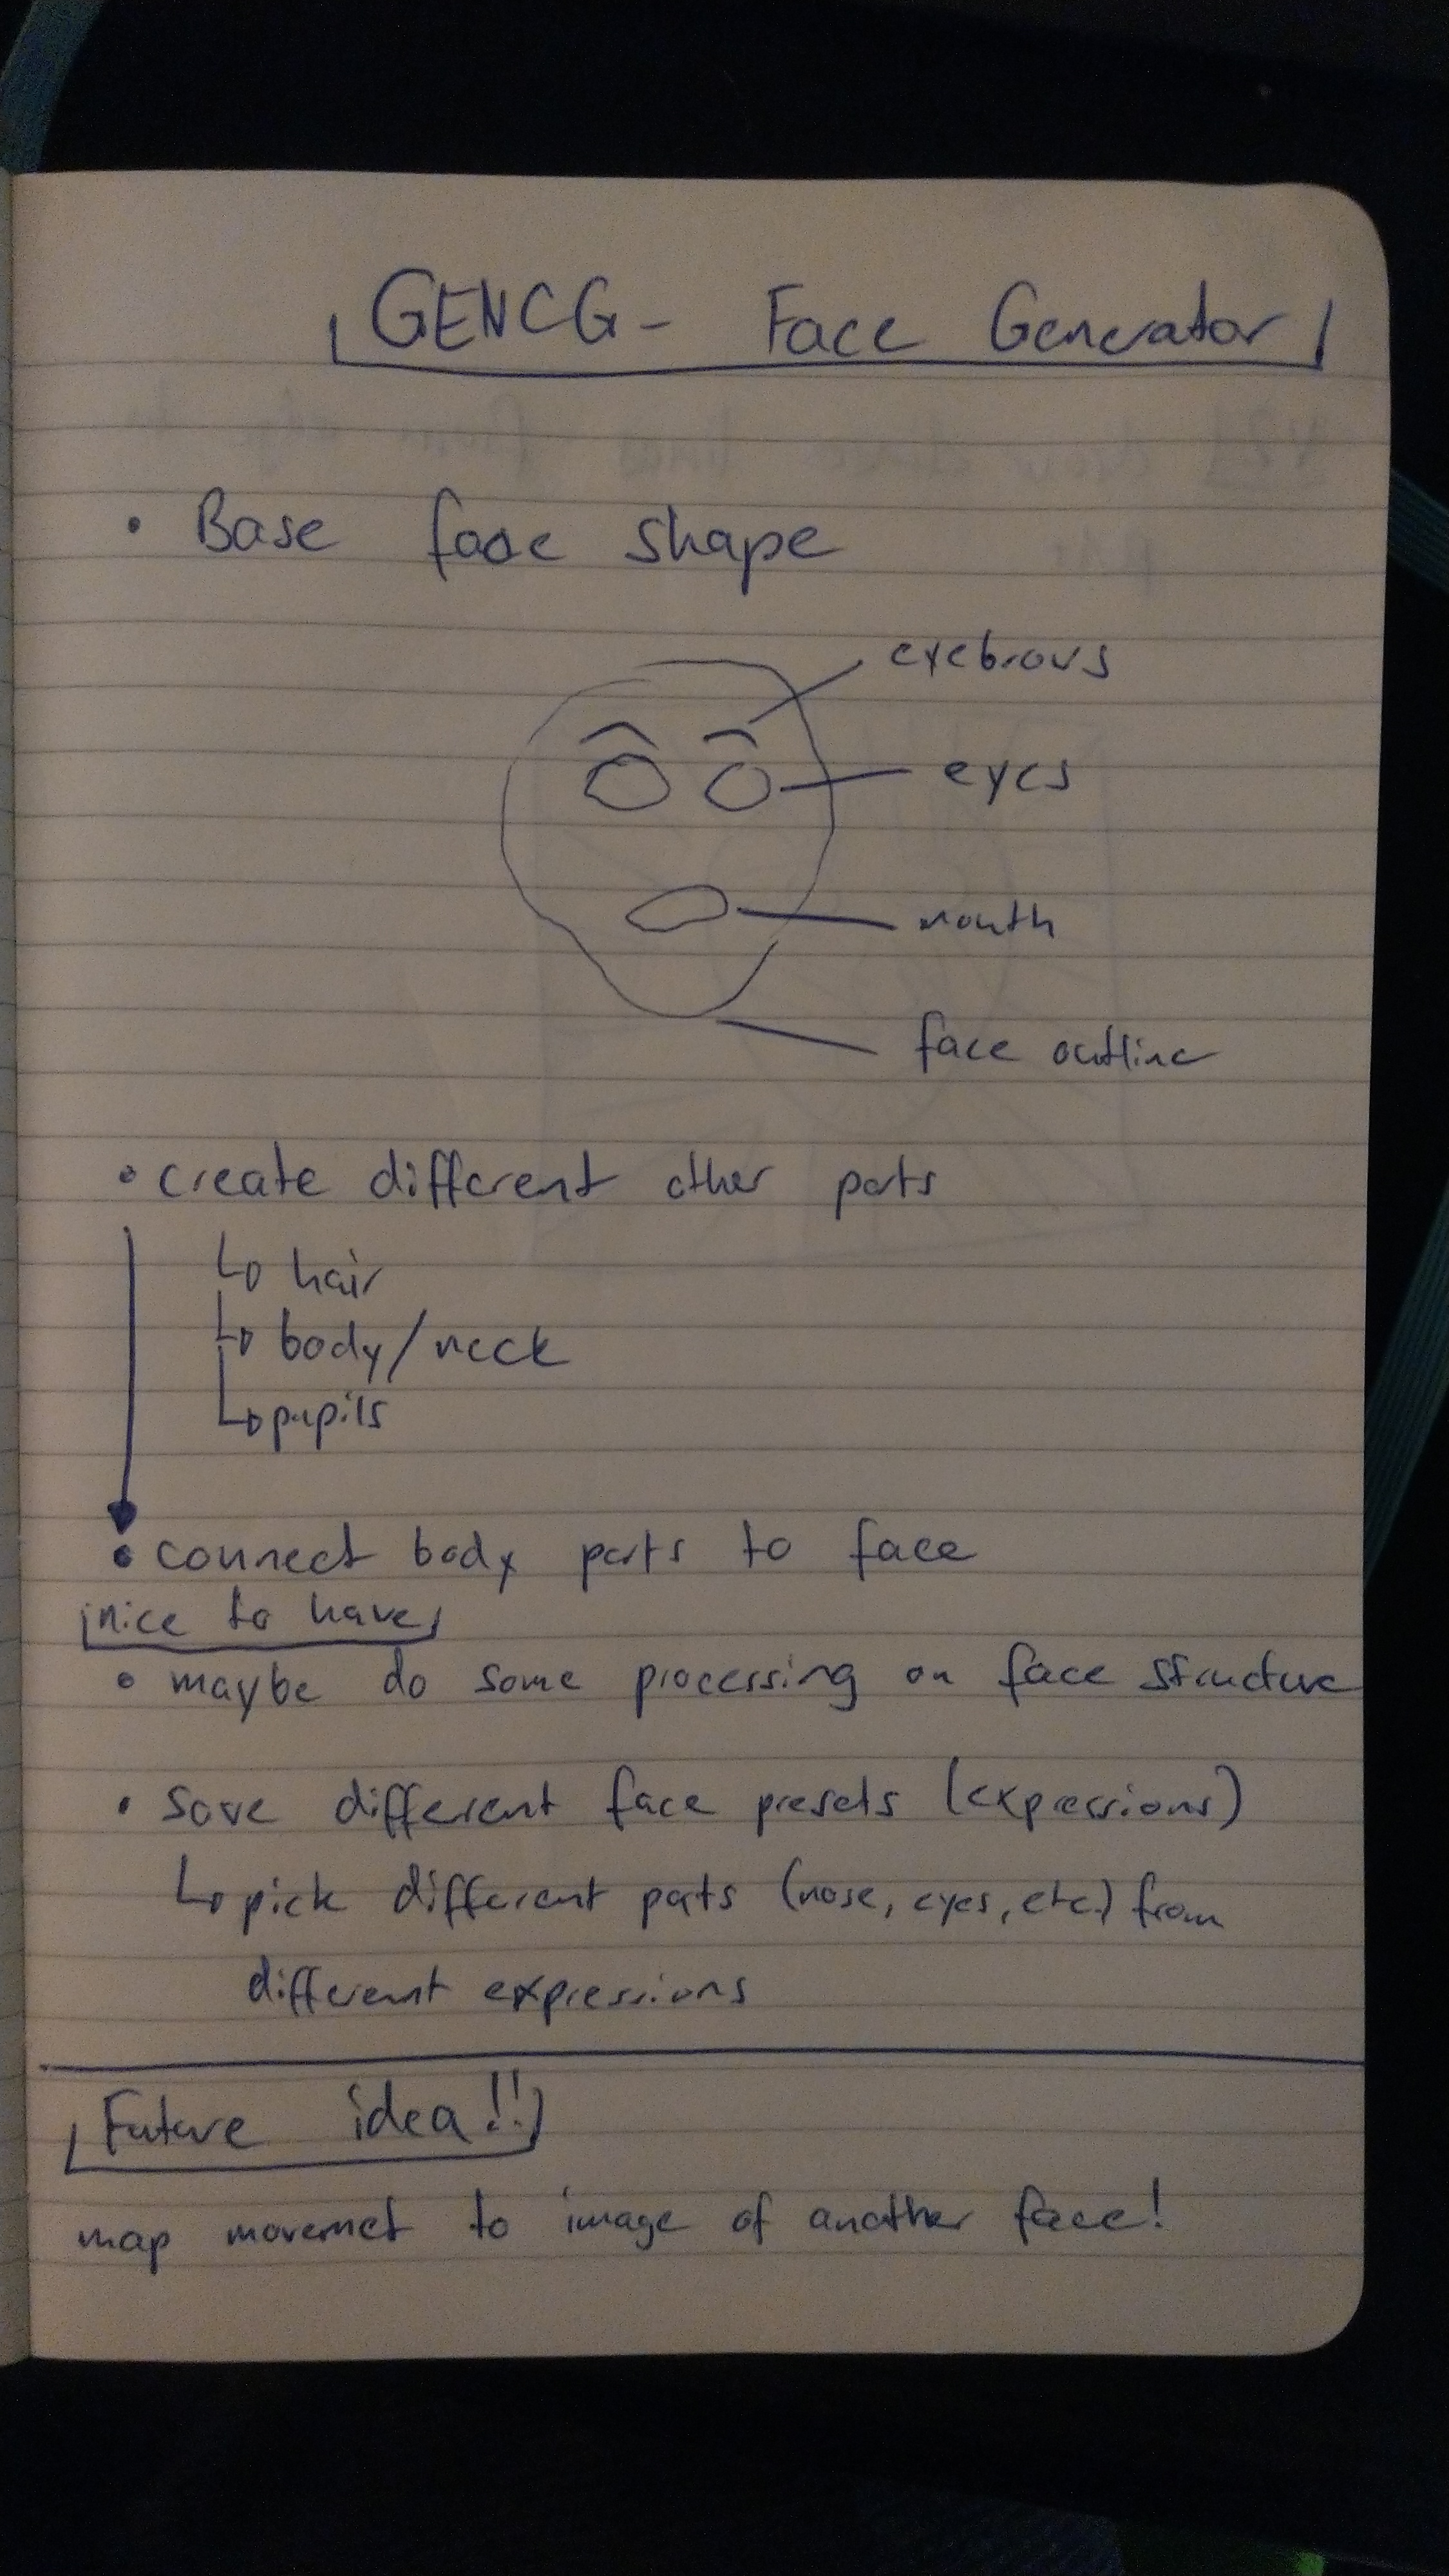 GENCG - Face Generator
• Base face shape
eyebrows
eyes
mouth
face outline
• create different other parts
↳ hair
↳ body/neck
↳ pupils
• connect body parts to face
nice to have
• maybe do some processing on face structure
• save different face presets (expressions)
↳ pick different parts (nose, eyes, etc.) from
different expressions
Future idea!!
map movemet to image of another face!